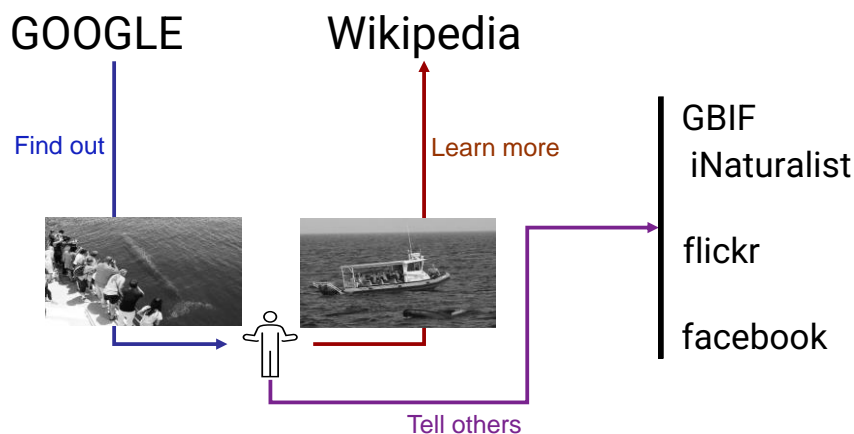 GOOGLE
Wikipedia
Find out
Learn more
GBIF
iNaturalist
flickr
facebook
Tell others